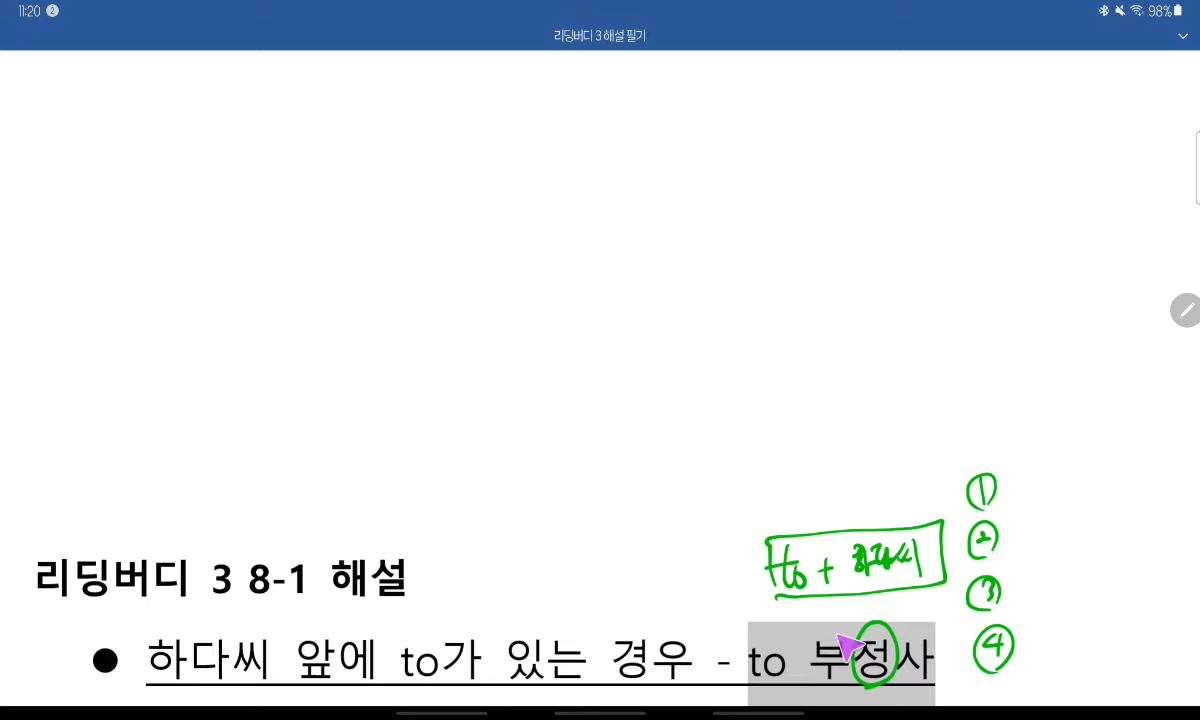 11:20 2 98%
리딩버디 3 해설 필기
①
②
to + 하다씨
③
리딩버디 3 8-1 해설
④
● 하다씨 앞에 to가 있는 경우 - to 부정사